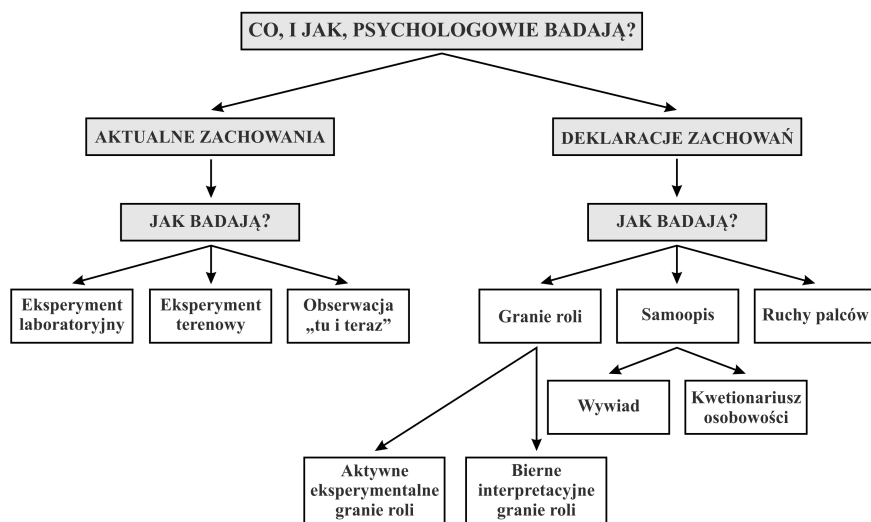 CO, I JAK, PSYCHOLOGOWIE BADAJĄ?
AKTUALNE ZACHOWANIA
DEKLARACJE ZACHOWAŃ
JAK BADAJĄ?
JAK BADAJĄ?
Eksperyment
laboratoryjny
Eksperyment
terenowy
Obserwacja
„tu i teraz”
Granie roli
Samoopis
Ruchy palców
Wywiad
Kwetionariusz
osobowości
Aktywne
eksperymentalne
granie roli
Bierne
interpretacyjne
granie roli